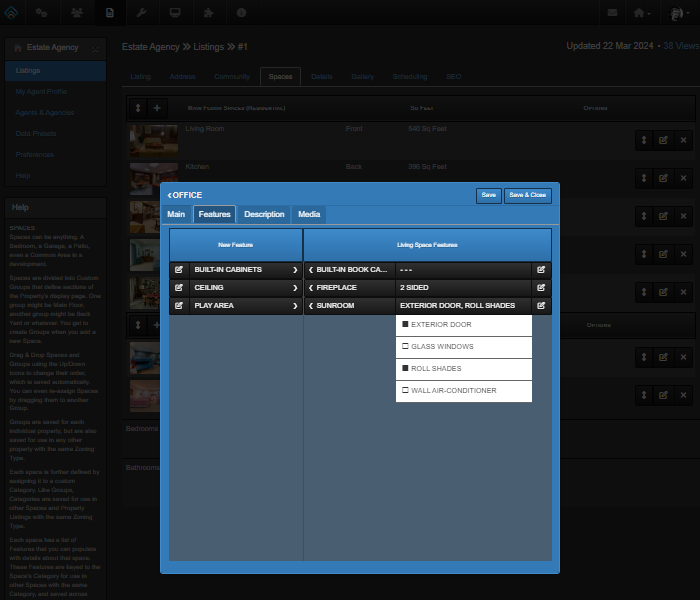 Estate Agency
Listings
My Agent Profile
Agents & Agencies
Data Presets
Preferences
Help
Help
SPACES
Spaces can be anything. A
Bedroom, a Garage, a Patio,
even a Common Area in a
development.
Spaces are divided into Custom
Groups that define sections of
the Property's display page. One
group might be Main Floor,
another group might be Back
Yard or whatever. You get to
create Groups when you add a
new Space.
Drag & Drop Spaces and
Groups using the Up/Down
Icons to change their order,
which is saved automatically.
You can even re-assign Spaces
by dragging them to another
Group.
Groups are saved for each
individual property, but are also
saved for use in any other
property with the same Zoning
Type.
Each space is further defined by
assigning it to a custom
Category. Like Groups,
Categories are saved for use in
other Spaces and Property
Listings with the same Zoning
Type.
Each space has a list of
Features that you can populate
with details about that space.
These Features are keyed to the
Space's Category for use in
other Spaces with the same
Category, and saved across
Estate Agency » Listings » #1
Updated 22 Mar 2024 • 38 Views
Listing
Address
Community
Spaces
Details
Gallery
Scheduling
SEO
Main Floor Spaces (Residential)
Sq Feet
Options
Living Room
Front
540 Sq Feet
Kitchen
Back
Options
Bedrooms
Bathrooms
OFFICE
Save
Save & Close
Main
Features
Description
Media
New Feature
Living Space Features
BUILT-IN CABINETS
BUILT-IN BOOK CA...
---
CEILING
FIREPLACE
2 SIDED
PLAY AREA
SUNROOM
EXTERIOR DOOR, ROLL SHADES
EXTERIOR DOOR
GLASS WINDOWS
ROLL SHADES
WALL AIR-CONDITIONER